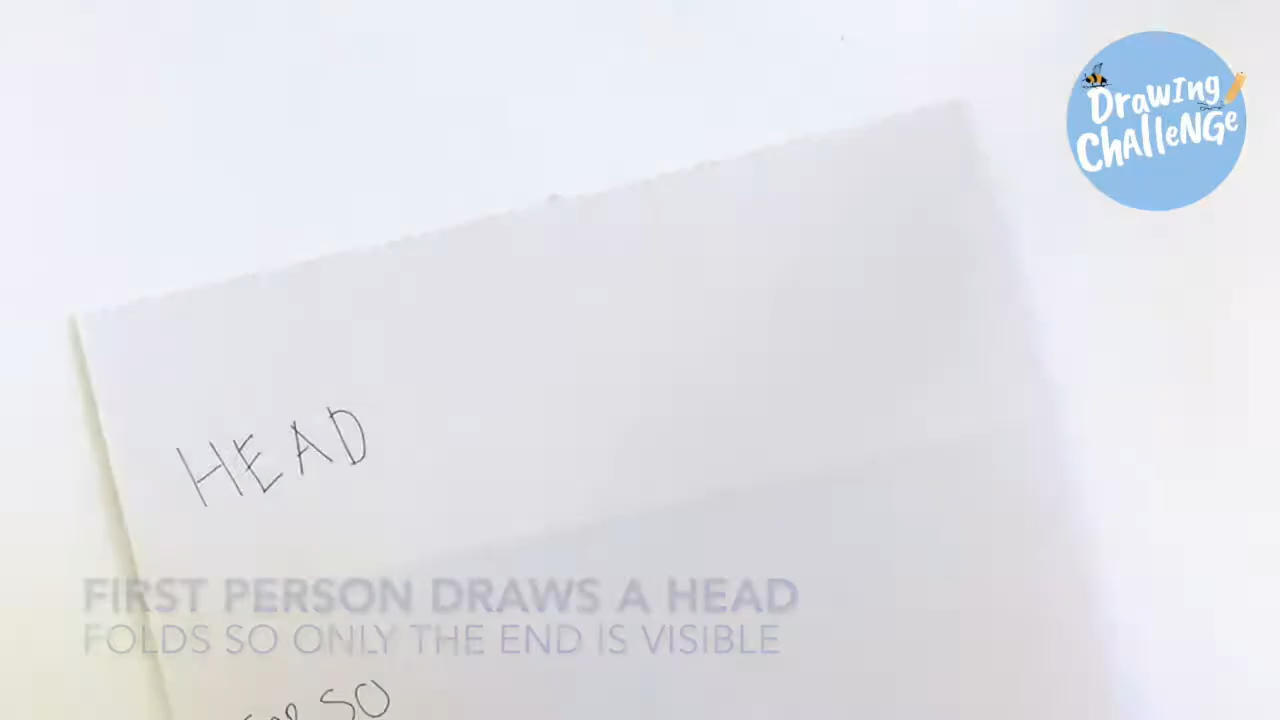 DrawIng
ChAlleNGe
HEAD
FIRST PERSON DRAWS A HEAD
FOLDS SO ONLY THE END IS VISIBLE